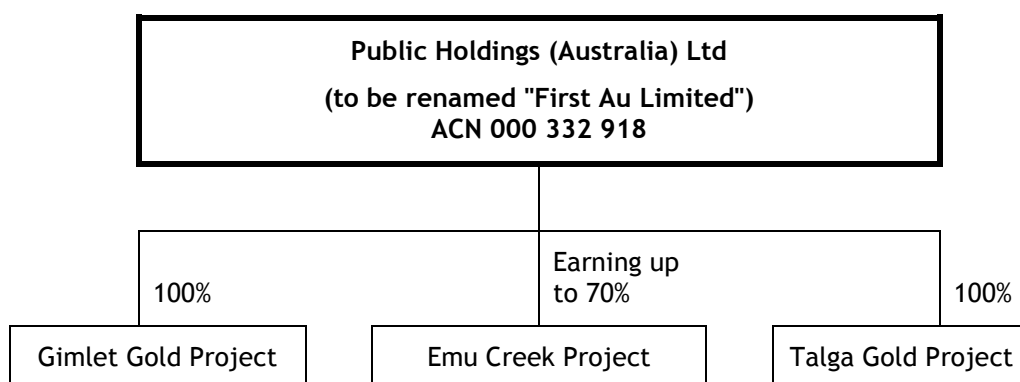 Public Holdings (Australia) Ltd
(to be renamed "First Au Limited")
ACN 000 332 918
Earning up
to 70%
100%
100%
Gimlet Gold Project
Emu Creek Project
Talga Gold Project